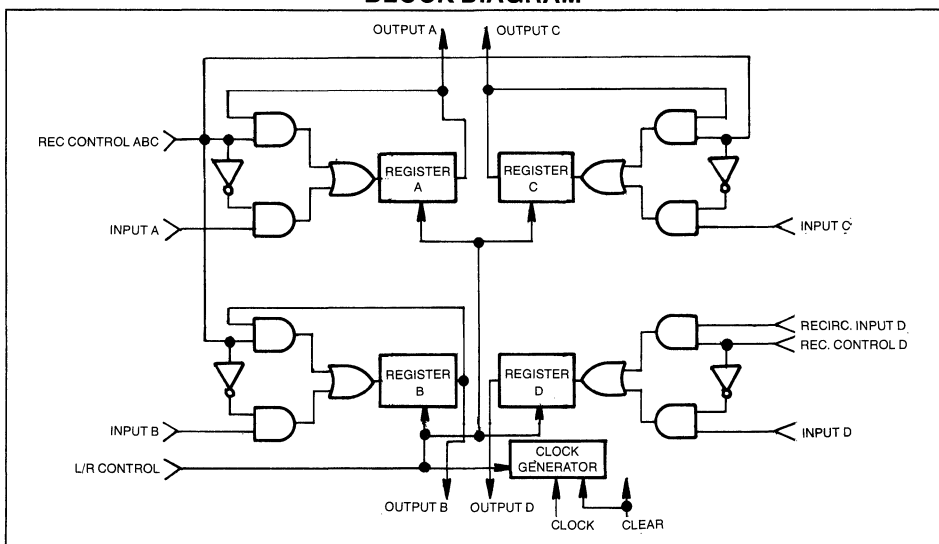 BLOCK DIAGRAM
OUTPUT A
OUTPUT C
REC CONTROL ABC
REGISTER
A
REGISTER
C
INPUT A
INPUT C
RECIRC. INPUT D
REC. CONTROL D
REGISTER
B
REGISTER
D
INPUT B
INPUT D
L/R CONTROL
CLOCK
GENERATOR
OUTPUT B
OUTPUT D
CLOCK
CLEAR